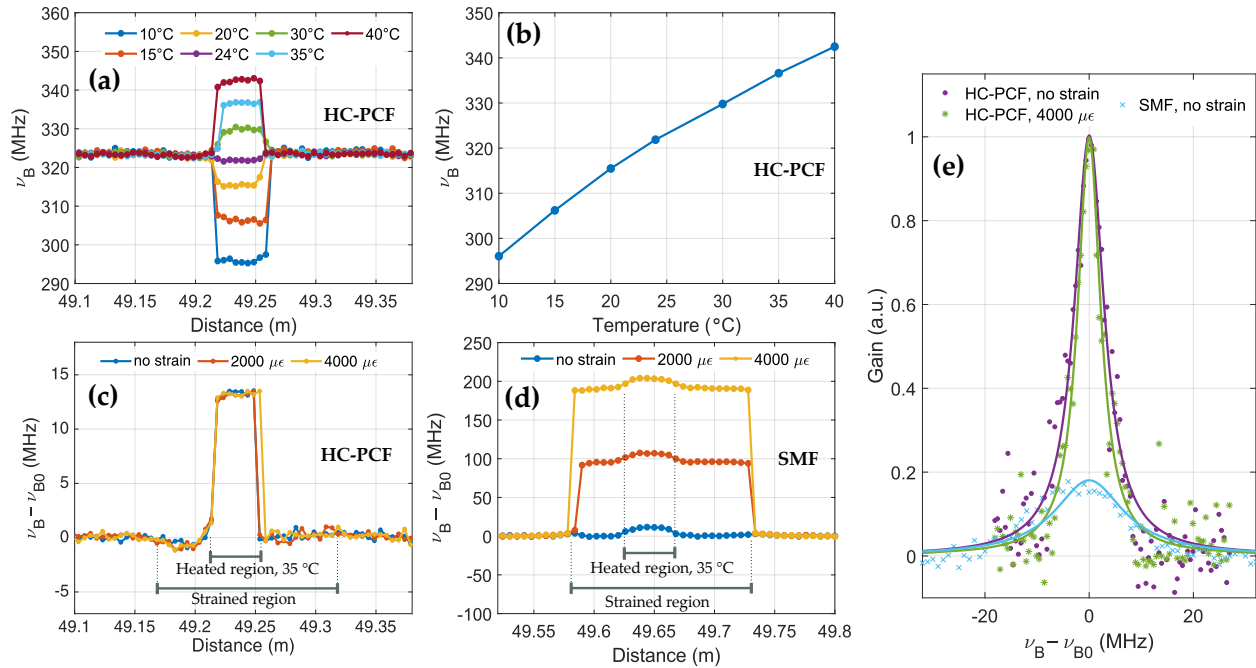 10°C 20°C 30°C 40°C
15°C 24°C 35°C
(a)
HC-PCF
360
350
340
330
320
310
300
290
ν_B (MHz)
49.1 49.15 49.2 49.25 49.3 49.35
Distance (m)
(b)
HC-PCF
350
340
330
320
310
300
290
ν_B (MHz)
10 15 20 25 30 35 40
Temperature (°C)
no strain 2000 με 4000 με
(c)
HC-PCF
15
10
5
0
-5
ν_B − ν_B0 (MHz)
Heated region, 35 °C
Strained region
49.1 49.15 49.2 49.25 49.3 49.35
Distance (m)
no strain 2000 με 4000 με
(d)
SMF
300
250
200
150
100
50
0
-50
-100
ν_B − ν_B0 (MHz)
Heated region, 35 °C
Strained region
49.55 49.6 49.65 49.7 49.75 49.8
Distance (m)
HC-PCF, no strain SMF, no strain
HC-PCF, 4000 με
(e)
1
0.8
0.6
0.4
0.2
0
Gain (a.u.)
-20 0 20
ν_B − ν_B0 (MHz)